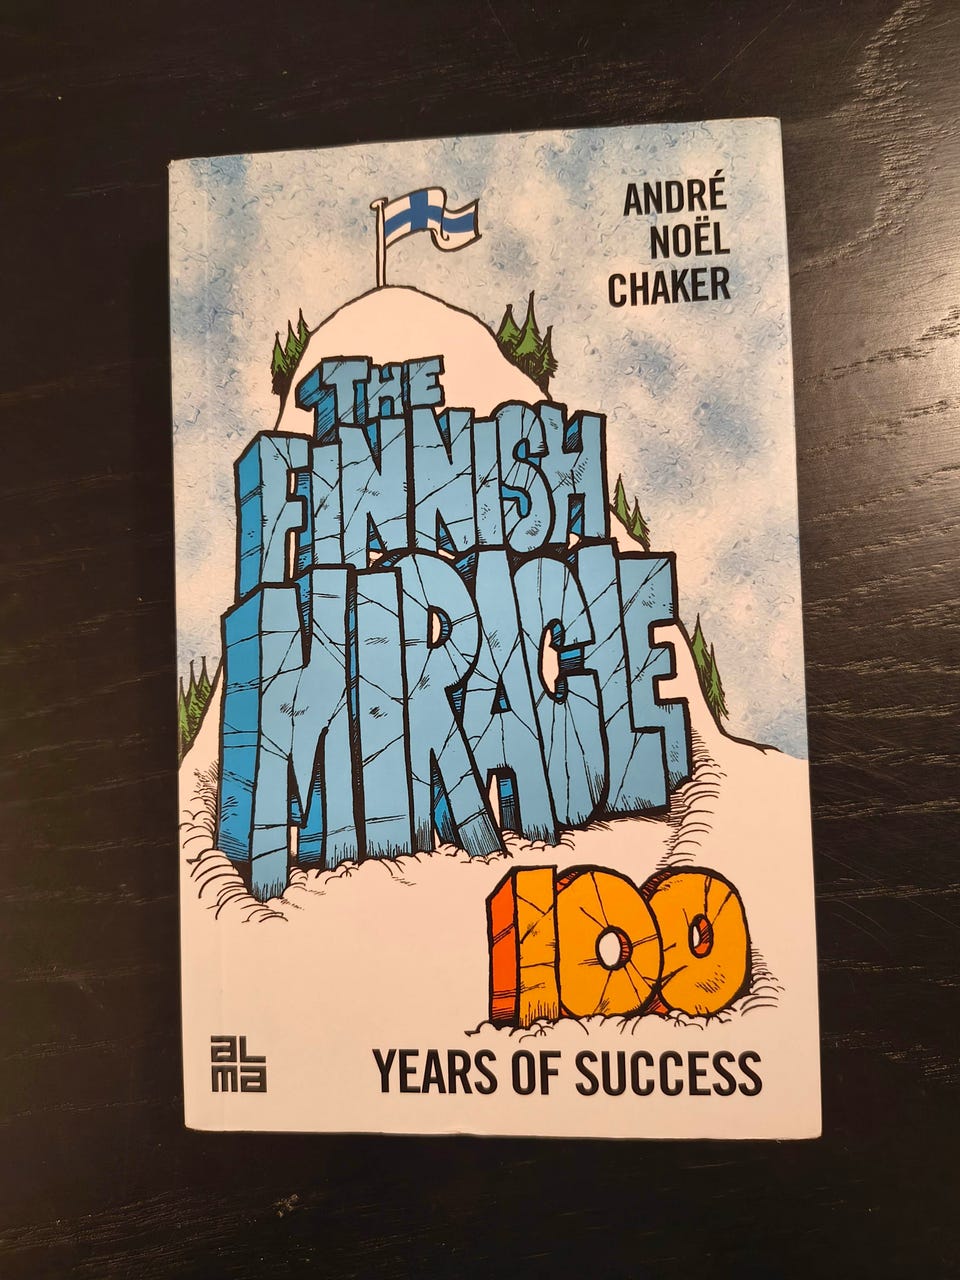 ANDRÉ
NOËL
CHAKER
THE
FINNISH
MIRACLE
100
YEARS OF SUCCESS
aL
ma